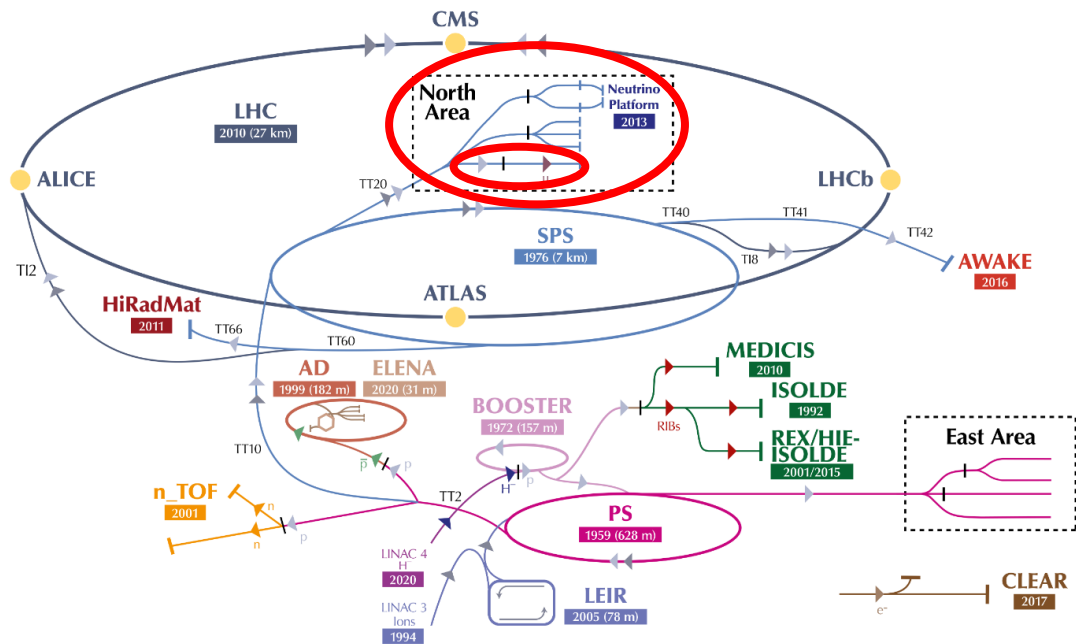 CMS
North
Area
Neutrino
Platform
2013
LHC
2010 (27 km)
ALICE
LHCb
TT20
TT40
TT41
TT42
SPS
1976 (7 km)
TI2
TI8
AWAKE
2016
ATLAS
HiRadMat
2011
TT66
TT60
AD
1999 (182 m)
ELENA
2020 (31 m)
MEDICIS
2010
ISOLDE
1992
BOOSTER
1972 (157 m)
RIBs
REX/HIE-
ISOLDE
2001/2015
East Area
TT10
p̅
p
H⁻
p
TT2
n_TOF
2001
n
n
p
PS
1959 (628 m)
LINAC 4
H⁻
2020
LINAC 3
Ions
1994
LEIR
2005 (78 m)
CLEAR
2017
e⁻